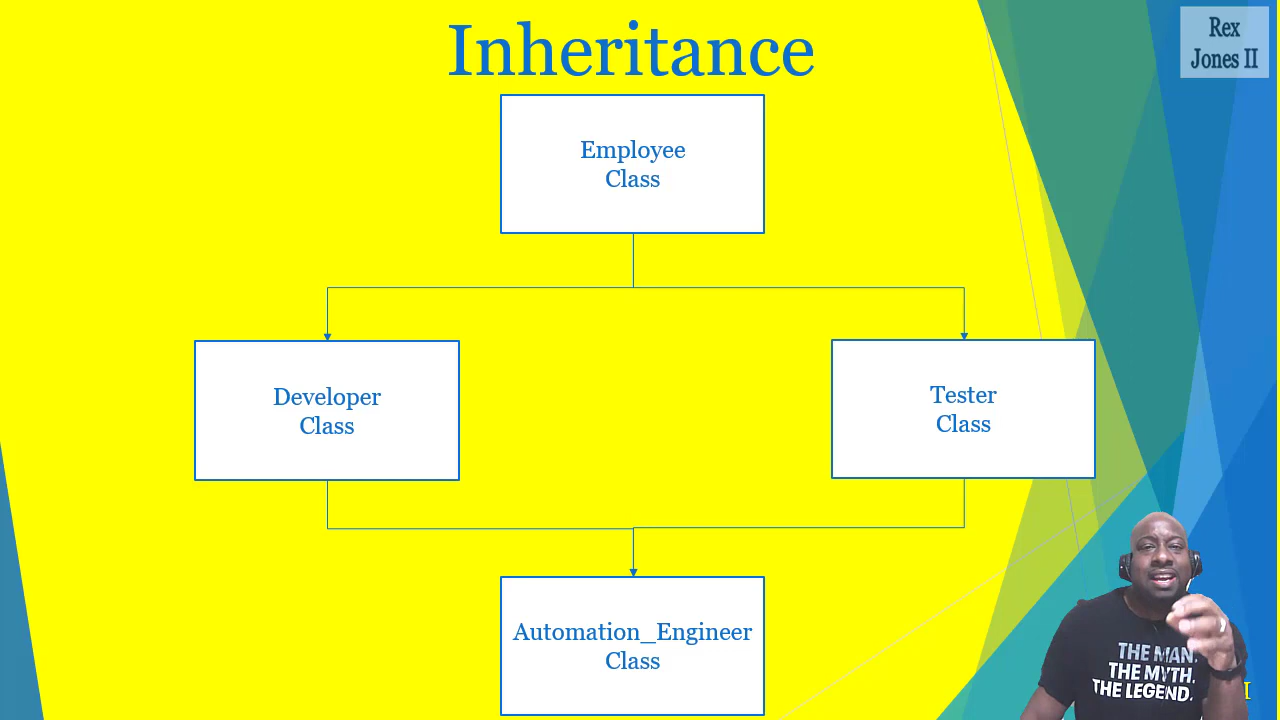 Inheritance
Rex
Jones II
Employee
Class
Developer
Class
Tester
Class
Automation_Engineer
Class
THE MAN.
THE MYTH.
THE LEGEND.